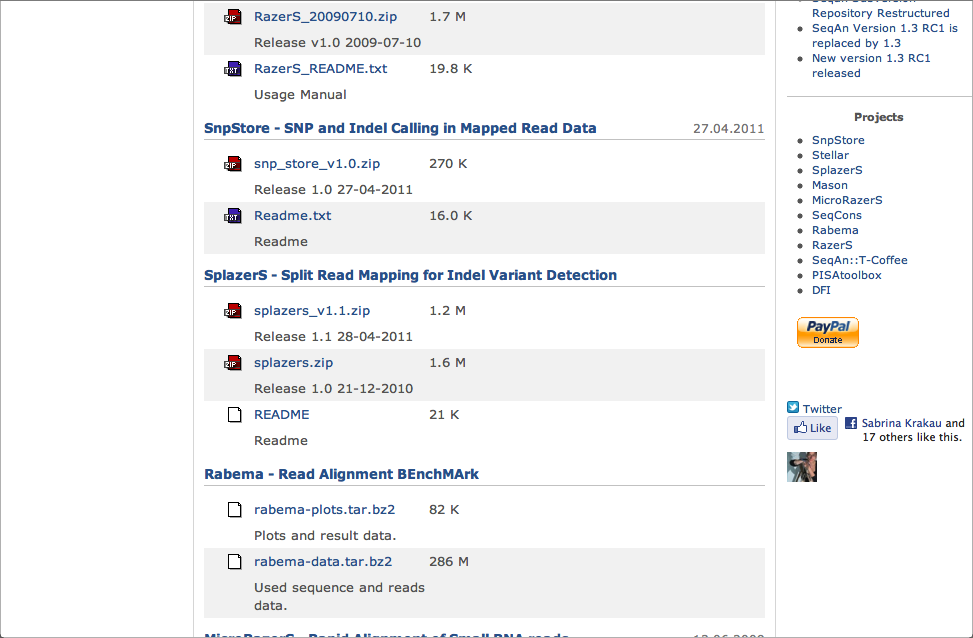 RazerS_20090710.zip 1.7 M
Release v1.0 2009-07-10
RazerS_README.txt 19.8 K
Usage Manual
SnpStore - SNP and Indel Calling in Mapped Read Data 27.04.2011
snp_store_v1.0.zip 270 K
Release 1.0 27-04-2011
Readme.txt 16.0 K
Readme
SplazerS - Split Read Mapping for Indel Variant Detection
splazers_v1.1.zip 1.2 M
Release 1.1 28-04-2011
splazers.zip 1.6 M
Release 1.0 21-12-2010
README 21 K
Readme
Rabema - Read Alignment BEnchMArk
rabema-plots.tar.bz2 82 K
Plots and result data.
rabema-data.tar.bz2 286 M
Used sequence and reads
data.
MicroRazerS - Rapid Alignment of Small RNA reads
Repository Restructured
SeqAn Version 1.3 RC1 is
replaced by 1.3
New version 1.3 RC1
released
Projects
SnpStore
Stellar
SplazerS
Mason
MicroRazerS
SeqCons
Rabema
RazerS
SeqAn::T-Coffee
PISAtoolbox
DFI
PayPal
Donate
Twitter
Like
Sabrina Krakau and
17 others like this.